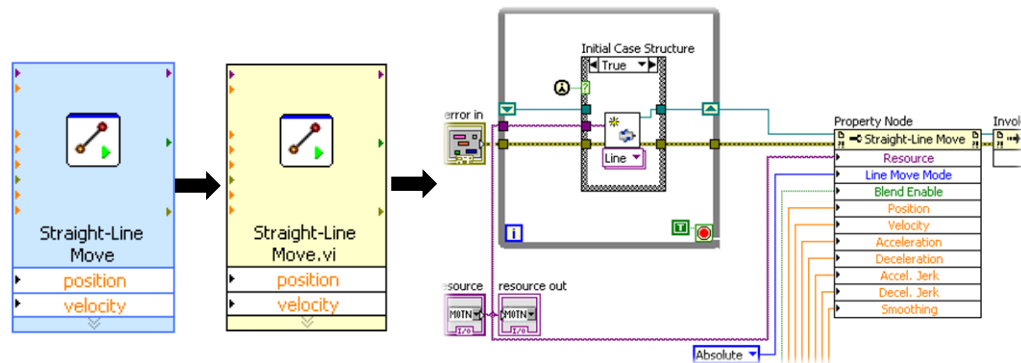 Straight-Line
Move
position
velocity
Straight-Line
Move.vi
position
velocity
Initial Case Structure
True
?
error in
Line
i
T
esource
resource out
MOTN
I/O
MOTN
I/O
Absolute
Property Node
Straight-Line Move
Resource
Line Move Mode
Blend Enable
Position
Velocity
Acceleration
Deceleration
Accel. Jerk
Decel. Jerk
Smoothing
Invok